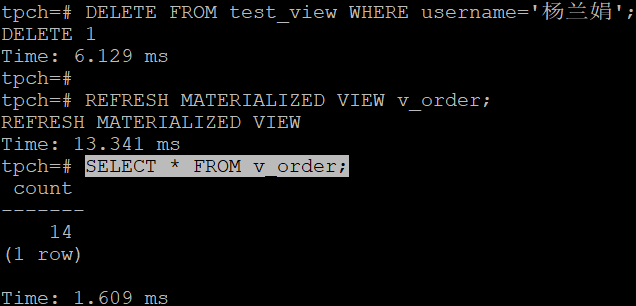 tpch=# DELETE FROM test_view WHERE username='杨兰娟';
DELETE 1
Time: 6.129 ms
tpch=#
tpch=# REFRESH MATERIALIZED VIEW v_order;
REFRESH MATERIALIZED VIEW
Time: 13.341 ms
tpch=# SELECT * FROM v_order;
 count
-------
    14
(1 row)

Time: 1.609 ms